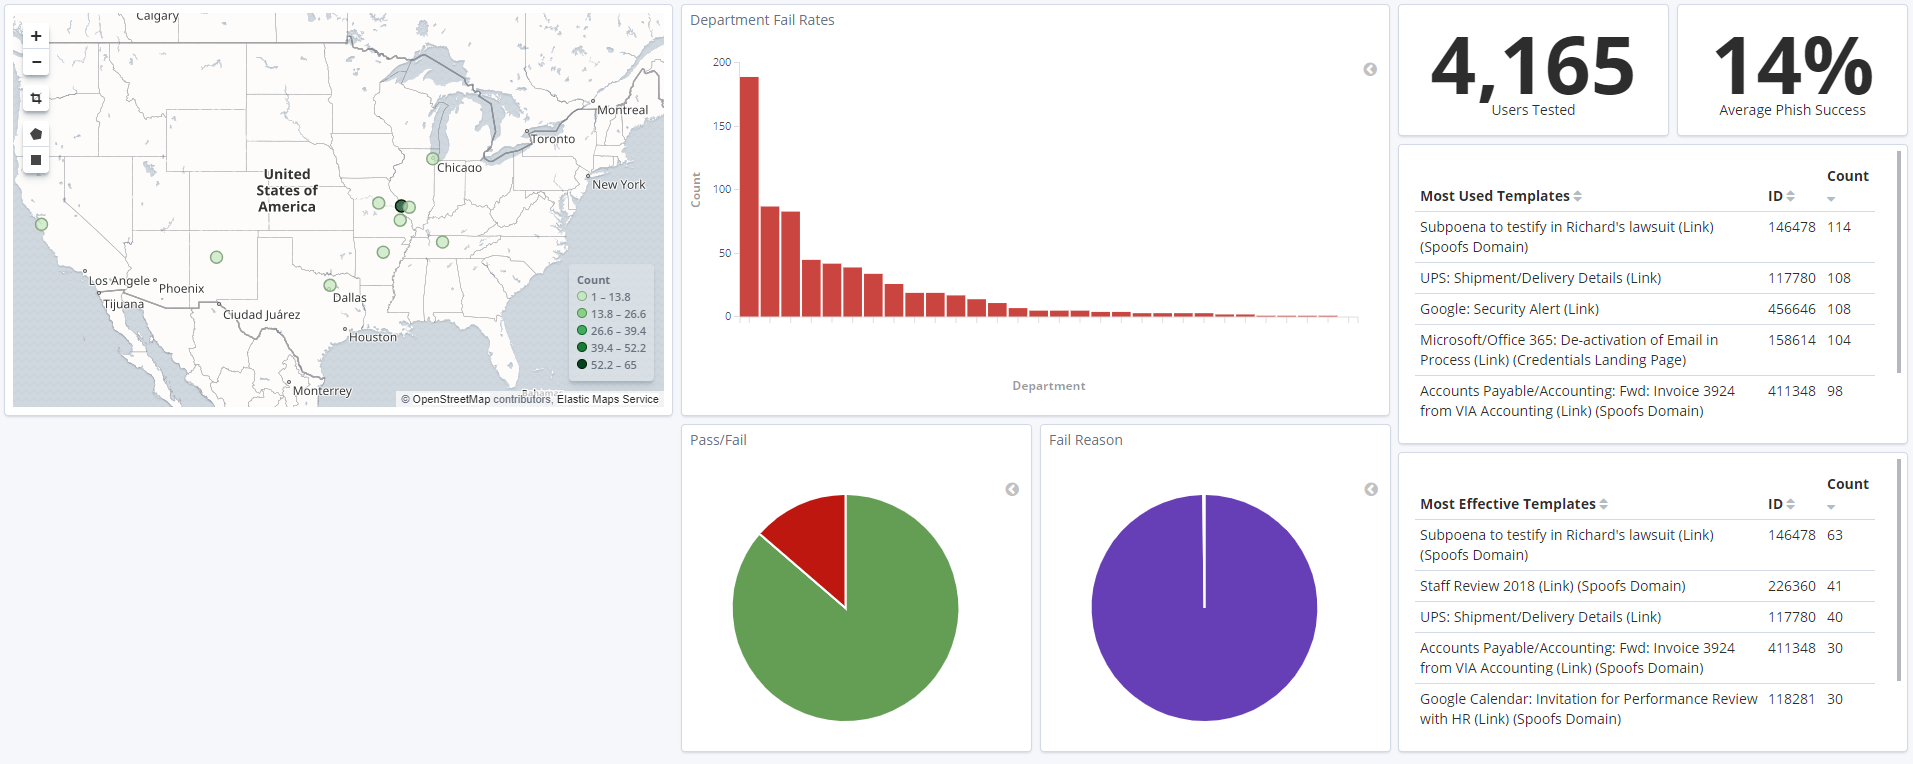 Calgary
+
−
Montreal
Toronto
Chicago
New York
United
States of
America
Los Angele
Phoenix
Tijuana
Dallas
Ciudad Juárez
Houston
Monterrey
Count
1 – 13.8
13.8 – 26.6
26.6 – 39.4
39.4 – 52.2
52.2 – 65
© OpenStreetMap contributors, Elastic Maps Service
Department Fail Rates
200
150
100
50
0
Count
Department
4,165
Users Tested
14%
Average Phish Success
Most Used Templates ID Count
Subpoena to testify in Richard's lawsuit (Link) 146478 114
(Spoofs Domain)
UPS: Shipment/Delivery Details (Link) 117780 108
Google: Security Alert (Link) 456646 108
Microsoft/Office 365: De-activation of Email in 158614 104
Process (Link) (Credentials Landing Page)
Accounts Payable/Accounting: Fwd: Invoice 3924 411348 98
from VIA Accounting (Link) (Spoofs Domain)
Pass/Fail
Fail Reason
Most Effective Templates ID Count
Subpoena to testify in Richard's lawsuit (Link) 146478 63
(Spoofs Domain)
Staff Review 2018 (Link) (Spoofs Domain) 226360 41
UPS: Shipment/Delivery Details (Link) 117780 40
Accounts Payable/Accounting: Fwd: Invoice 3924 411348 30
from VIA Accounting (Link) (Spoofs Domain)
Google Calendar: Invitation for Performance Review 118281 30
with HR (Link) (Spoofs Domain)